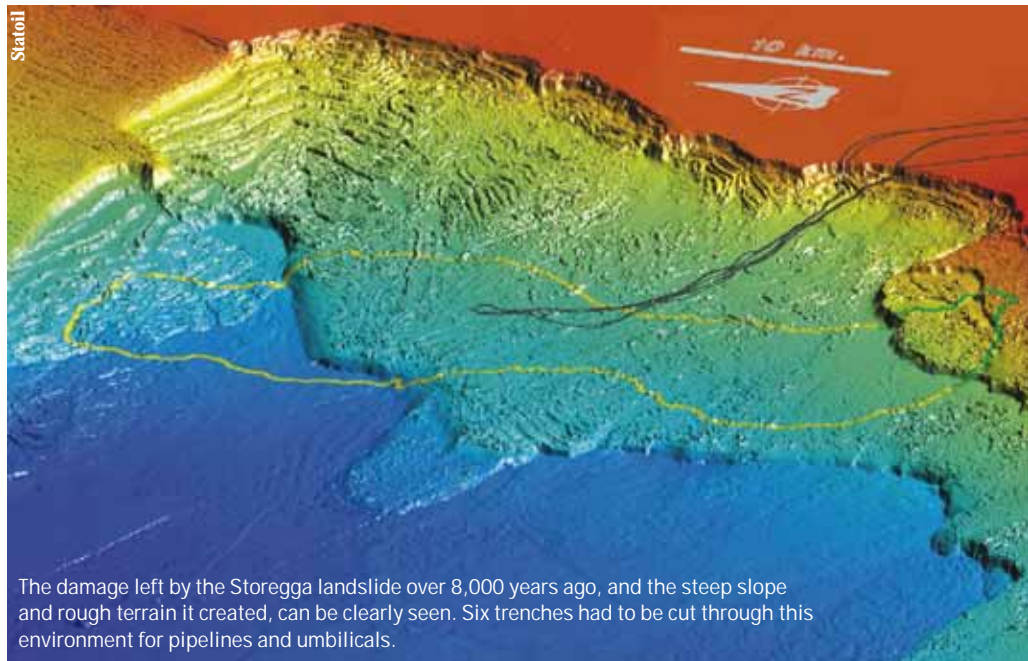 Statoil
10 km.
The damage left by the Storegga landslide over 8,000 years ago, and the steep slope
and rough terrain it created, can be clearly seen. Six trenches had to be cut through this
environment for pipelines and umbilicals.